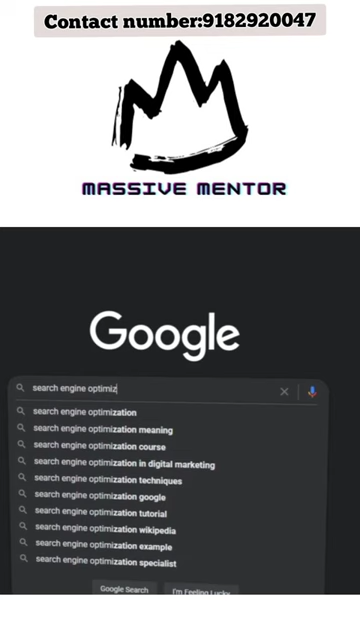 Contact number:9182920047
MASSIVE MENTOR
Google
search engine optimiz
search engine optimization
search engine optimization meaning
search engine optimization course
search engine optimization in digital marketing
search engine optimization techniques
search engine optimization google
search engine optimization tutorial
search engine optimization wikipedia
search engine optimization example
search engine optimization specialist
Google Search
I'm Feeling Lucky